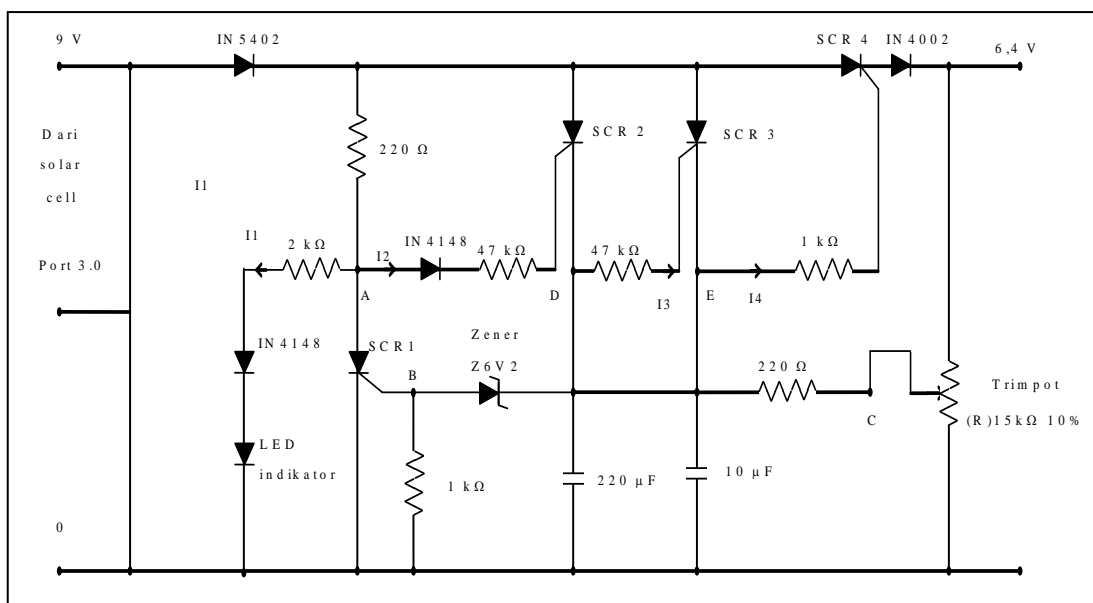 9 V
IN 5402
SCR 4
IN 4002
6,4 V
Dari
solar
cell
Port 3.0
220 Ω
SCR 2
SCR 3
I1
I1
2 kΩ
I2
IN 4148
47 kΩ
47 kΩ
1 kΩ
A
D
I3
E
I4
IN 4148
SCR1
B
Zener
Z6V2
220 Ω
C
Trimpot
(R)15kΩ 10%
LED
indikator
1 kΩ
220 μF
10 μF
0